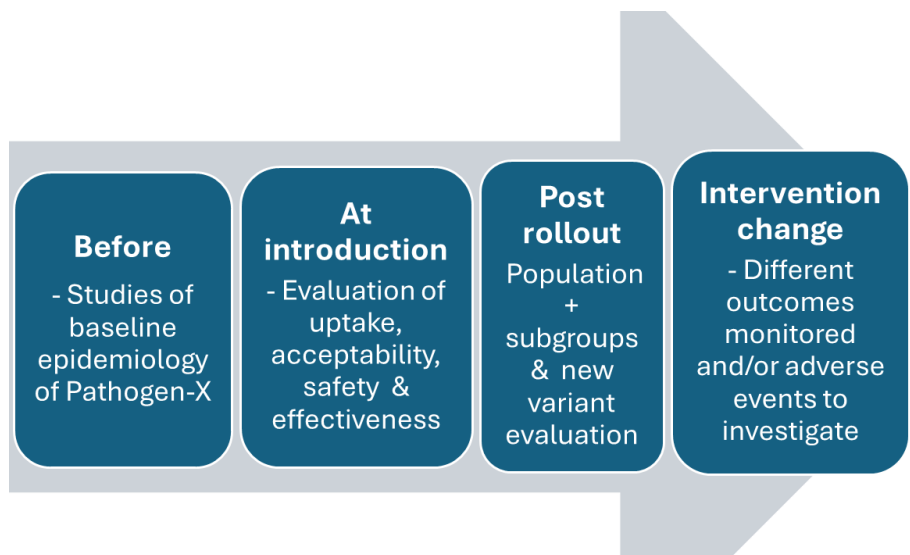 Before
- Studies of
baseline
epidemiology
of Pathogen-X
At
introduction
- Evaluation of
uptake,
acceptability,
safety &
effectiveness
Post
rollout
Population
+
subgroups
& new
variant
evaluation
Intervention
change
- Different
outcomes
monitored
and/or adverse
events to
investigate